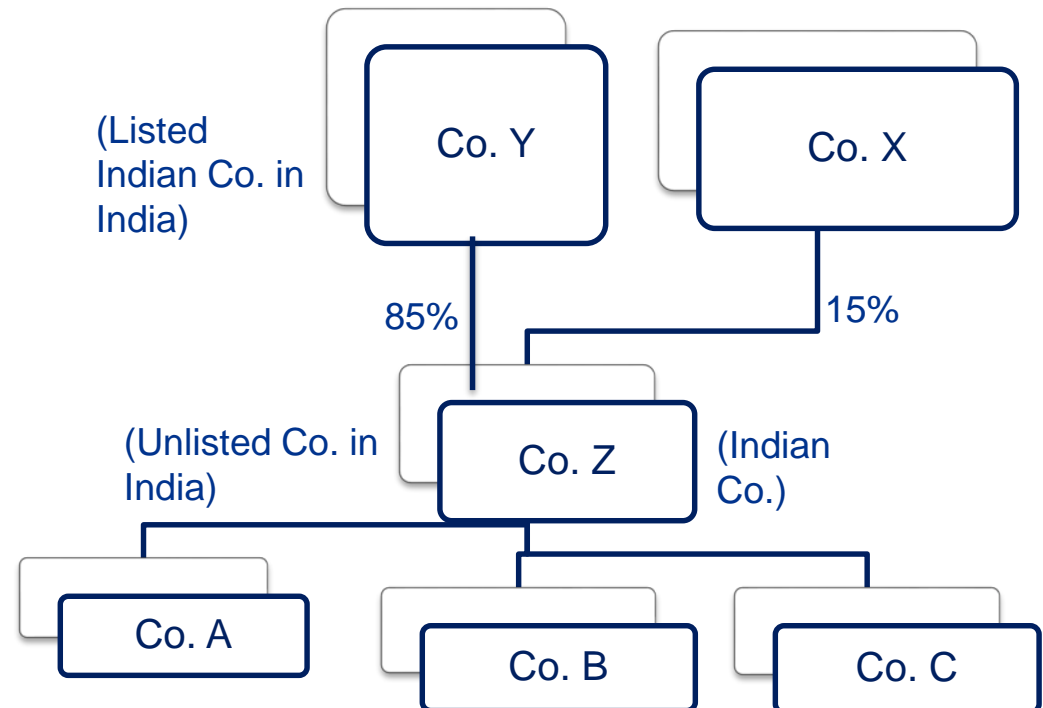 (Listed
Indian Co. in
India)
Co. Y
Co. X
85%
15%
(Unlisted Co. in
India)
Co. Z
(Indian
Co.)
Co. A
Co. B
Co. C